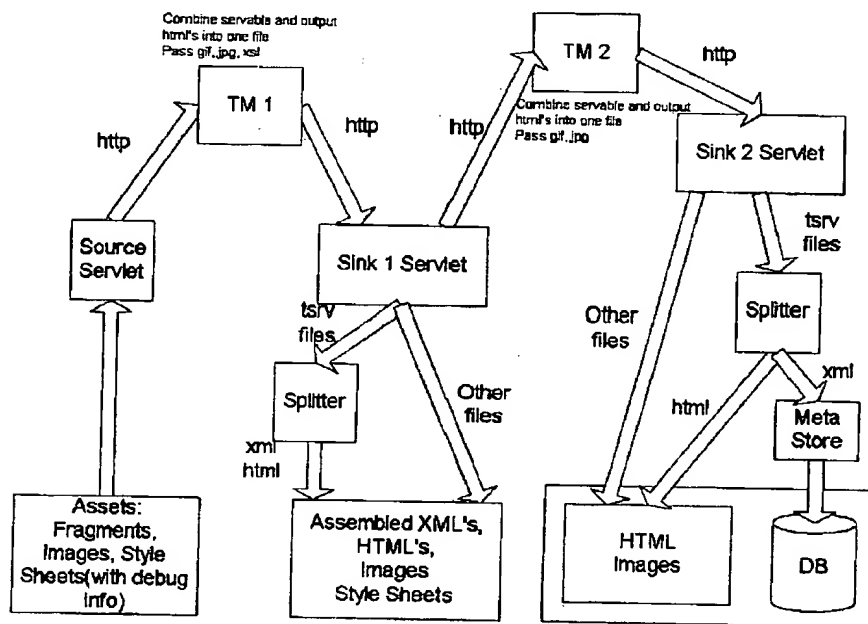 Combine servable and output
html's into one file
Pass gif,.jpg, xsl
TM 1
TM 2
http
http
http
http
Combine servable and output
html's into one file
Pass gif,.jpg
Source
Servlet
Sink 1 Servlet
Sink 2 Servlet
tsrv
files
Splitter
Other
files
xml
html
tsrv
files
Splitter
Other
files
html
xml
Meta
Store
Assets:
Fragments,
Images, Style
Sheets(with debug
info)
Assembled XML's,
HTML's,
Images
Style Sheets
HTML
Images
DB